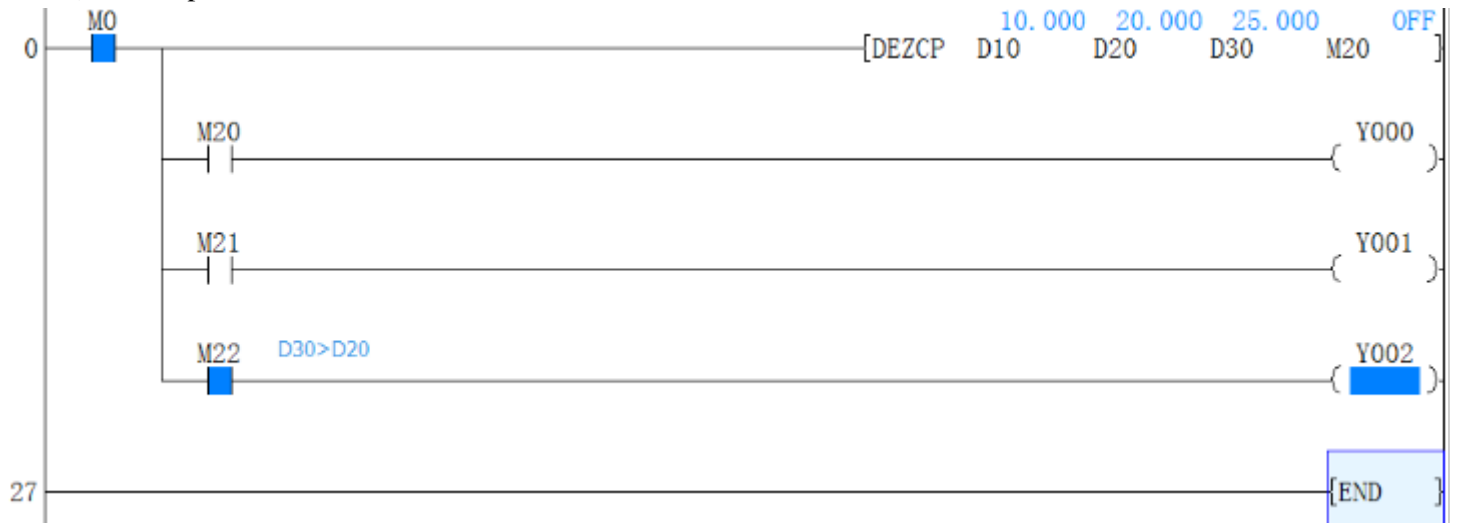 M0 10.000 20.000 25.000 OFF
0 [DEZCP D10 D20 D30 M20 ]
M20 Y000
( )
M21 Y001
( )
M22 D30>D20 Y002
( )
27 [END ]